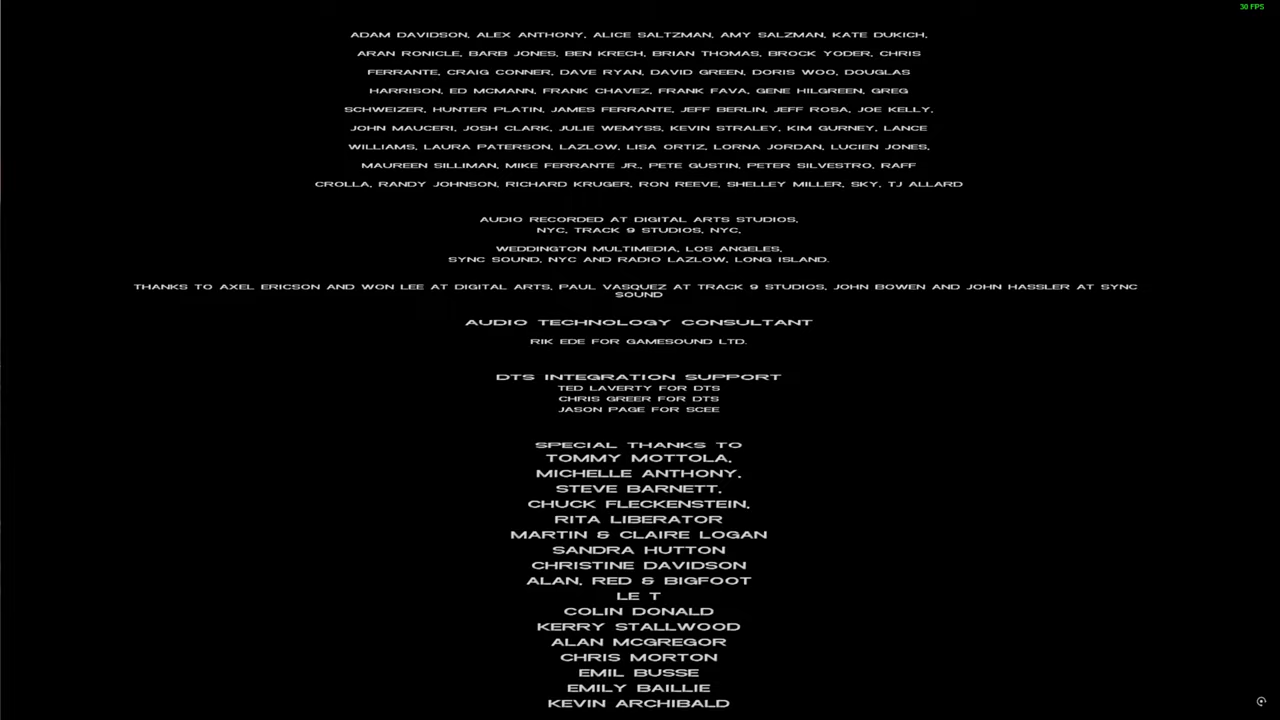 30 FPS
ADAM DAVIDSON, ALEX ANTHONY, ALICE SALTZMAN, AMY SALZMAN, KATE DUKICH,
ARAN RONICLE, BARB JONES, BEN KRECH, BRIAN THOMAS, BROCK YODER, CHRIS
FERRANTE, CRAIG CONNER, DAVE RYAN, DAVID GREEN, DORIS WOO, DOUGLAS
HARRISON, ED MCMANN, FRANK CHAVEZ, FRANK FAVA, GENE HILGREEN, GREG
SCHWEIZER, HUNTER PLATIN, JAMES FERRANTE, JEFF BERLIN, JEFF ROSA, JOE KELLY,
JOHN MAUCERI, JOSH CLARK, JULIE WEMYSS, KEVIN STRALEY, KIM GURNEY, LANCE
WILLIAMS, LAURA PATERSON, LAZLOW, LISA ORTIZ, LORNA JORDAN, LUCIEN JONES,
MAUREEN SILLIMAN, MIKE FERRANTE JR., PETE GUSTIN, PETER SILVESTRO, RAFF
CROLLA, RANDY JOHNSON, RICHARD KRUGER, RON REEVE, SHELLEY MILLER, SKY, TJ ALLARD
AUDIO RECORDED AT DIGITAL ARTS STUDIOS,
NYC, TRACK 9 STUDIOS, NYC,
WEDDINGTON MULTIMEDIA, LOS ANGELES,
SYNC SOUND, NYC AND RADIO LAZLOW, LONG ISLAND.
THANKS TO AXEL ERICSON AND WON LEE AT DIGITAL ARTS, PAUL VASQUEZ AT TRACK 9 STUDIOS, JOHN BOWEN AND JOHN HASSLER AT SYNC
SOUND
AUDIO TECHNOLOGY CONSULTANT
RIK EDE FOR GAMESOUND LTD.
DTS INTEGRATION SUPPORT
TED LAVERTY FOR DTS
CHRIS GREER FOR DTS
JASON PAGE FOR SCEE
SPECIAL THANKS TO
TOMMY MOTTOLA,
MICHELLE ANTHONY,
STEVE BARNETT,
CHUCK FLECKENSTEIN,
RITA LIBERATOR
MARTIN & CLAIRE LOGAN
SANDRA HUTTON
CHRISTINE DAVIDSON
ALAN, RED & BIGFOOT
LE T
COLIN DONALD
KERRY STALLWOOD
ALAN MCGREGOR
CHRIS MORTON
EMIL BUSSE
EMILY BAILLIE
KEVIN ARCHIBALD